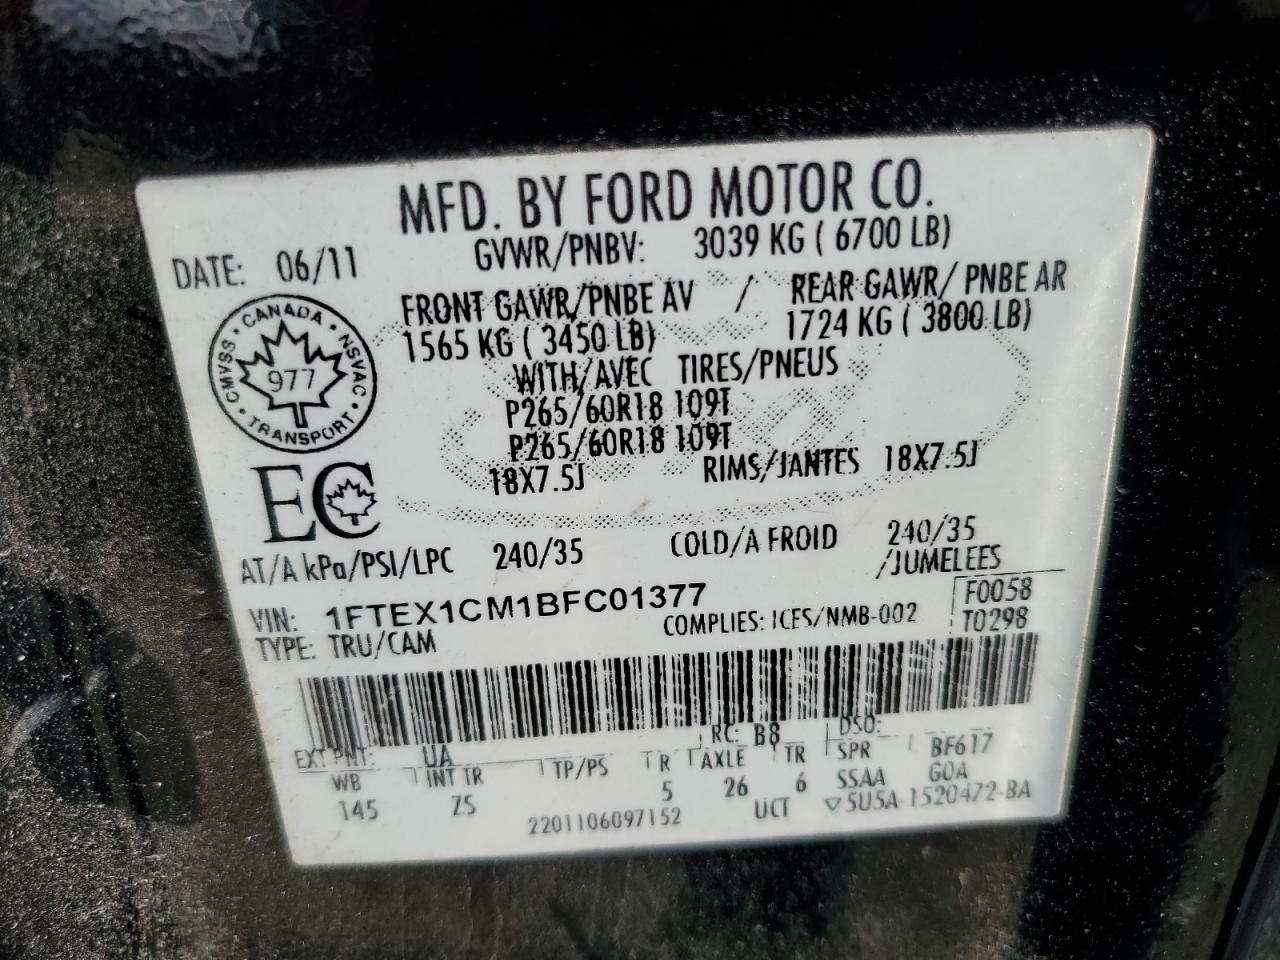 MFD. BY FORD MOTOR CO.
DATE: 06/11 GVWR/PNBV: 3039 KG ( 6700 LB)
FRONT GAWR/PNBE AV / REAR GAWR/ PNBE AR
1565 KG ( 3450 LB) 1724 KG ( 3800 LB)
WITH/AVEC TIRES/PNEUS
P265/60R18 109T
P265/60R18 109T
18X7.5J RIMS/JANTES 18X7.5J
CANADA · NSVAC · TRANSPORT · CMVSS ·
977
EC
AT/A kPa/PSI/LPC 240/35 COLD/A FROID 240/35
/JUMELEES
VIN: 1FTEX1CM1BFC01377 F0058
TYPE: TRU/CAM COMPLIES: ICES/NMB-002 T0298
EXT PNT: UA RC: B8 DSO:
WB INT TR TP/PS R AXLE TR SPR BF617
145 ZS 5 26 6 SSAA GOA
2201106097152 UCT ▽5U5A-1520472-BA